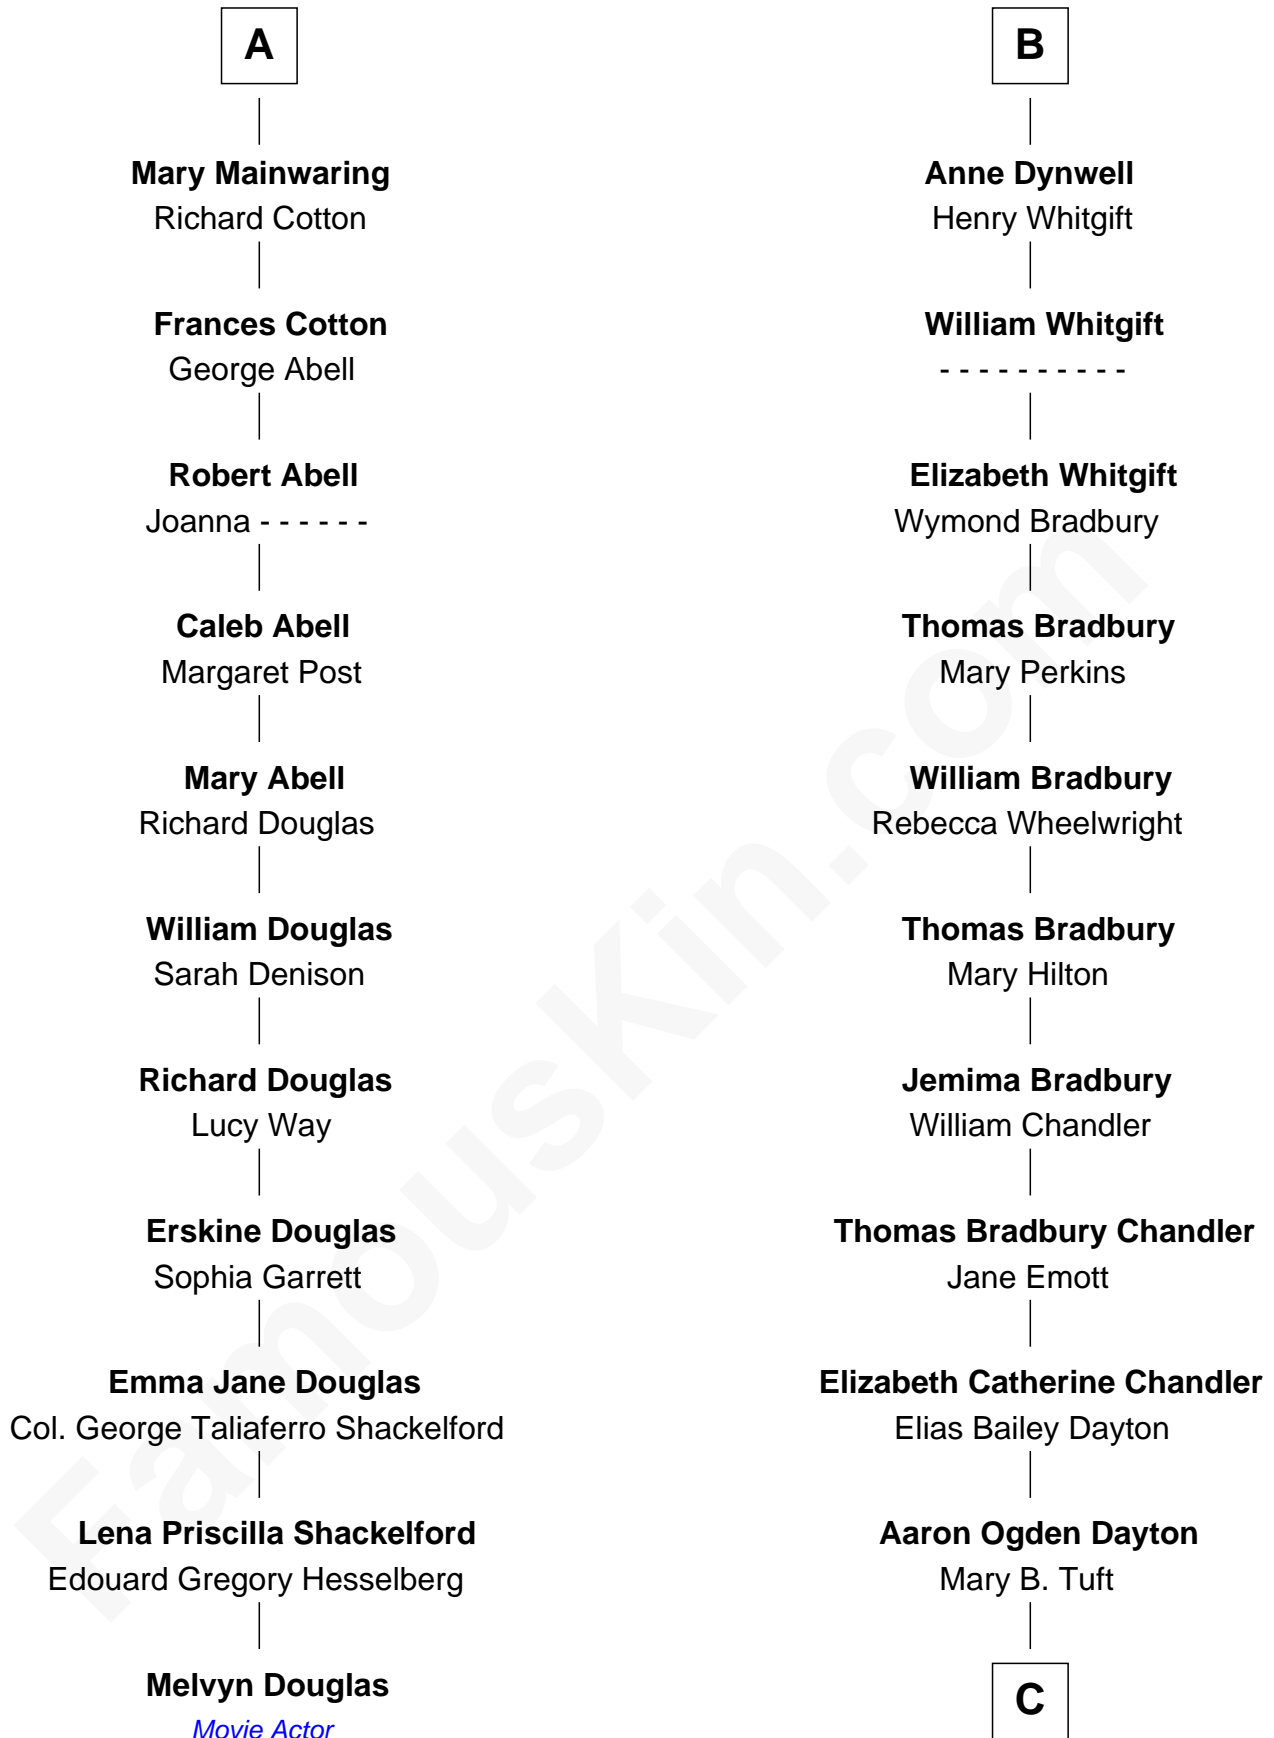 A
Mary Mainwaring
Richard Cotton
Frances Cotton
George Abell
Robert Abell
Joanna - - - - - -
Caleb Abell
Margaret Post
Mary Abell
Richard Douglas
William Douglas
Sarah Denison
Richard Douglas
Lucy Way
Erskine Douglas
Sophia Garrett
Emma Jane Douglas
Col. George Taliaferro Shackelford
Lena Priscilla Shackelford
Edouard Gregory Hesselberg
Melvyn Douglas
Movie Actor
B
Anne Dynwell
Henry Whitgift
William Whitgift
- - - - - - - - - -
Elizabeth Whitgift
Wymond Bradbury
Thomas Bradbury
Mary Perkins
William Bradbury
Rebecca Wheelwright
Thomas Bradbury
Mary Hilton
Jemima Bradbury
William Chandler
Thomas Bradbury Chandler
Jane Emott
Elizabeth Catherine Chandler
Elias Bailey Dayton
Aaron Ogden Dayton
Mary B. Tuft
C
FamousKin.com